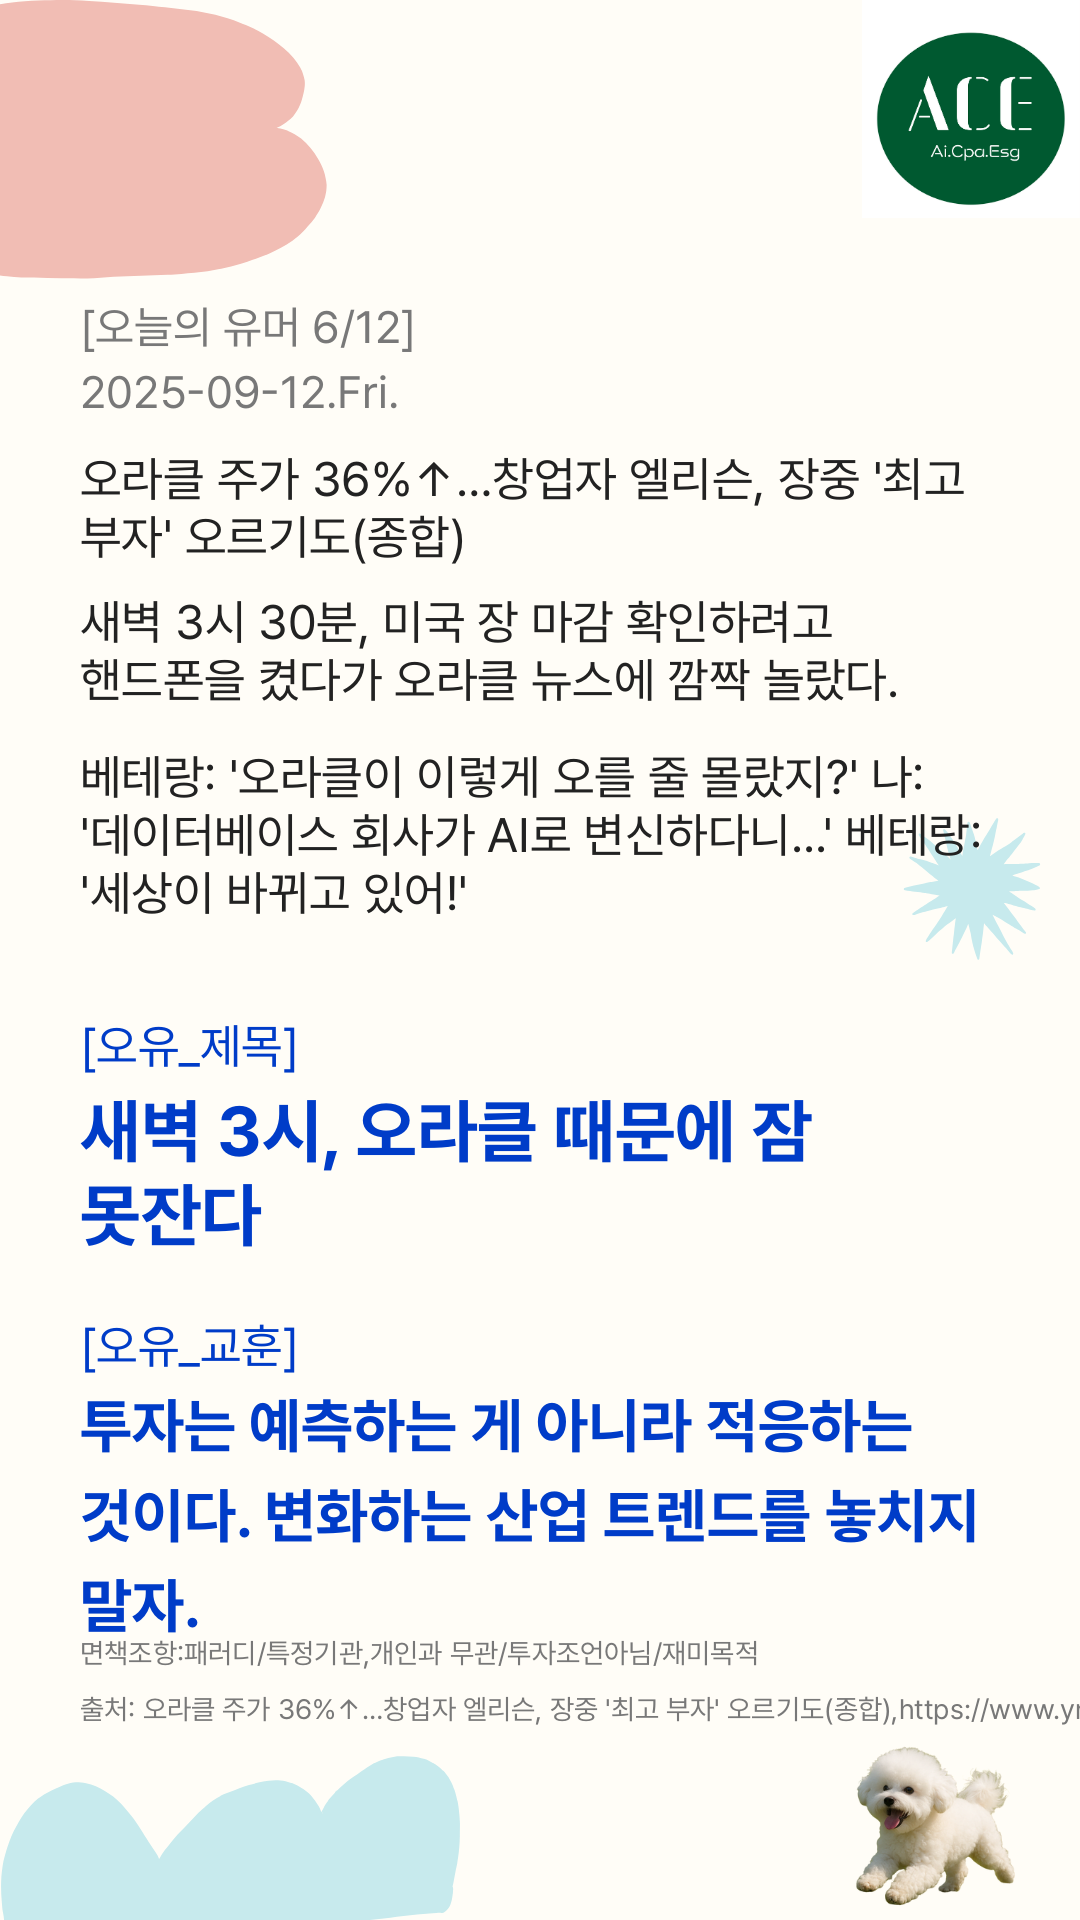 ACE
Ai.Cpa.Esg
[오늘의 유머 6/12]
2025-09-12.Fri.
오라클 주가 36%↑...창업자 엘리슨, 장중 '최고
부자' 오르기도(종합)
새벽 3시 30분, 미국 장 마감 확인하려고
핸드폰을 켰다가 오라클 뉴스에 깜짝 놀랐다.
베테랑: '오라클이 이렇게 오를 줄 몰랐지?' 나:
'데이터베이스 회사가 AI로 변신하다니...' 베테랑:
'세상이 바뀌고 있어!'
[오유_제목]
새벽 3시, 오라클 때문에 잠
못잔다
[오유_교훈]
투자는 예측하는 게 아니라 적응하는
것이다. 변화하는 산업 트렌드를 놓치지
말자.
면책조항:패러디/특정기관,개인과 무관/투자조언아님/재미목적
출처: 오라클 주가 36%↑...창업자 엘리슨, 장중 '최고 부자' 오르기도(종합),https://www.y